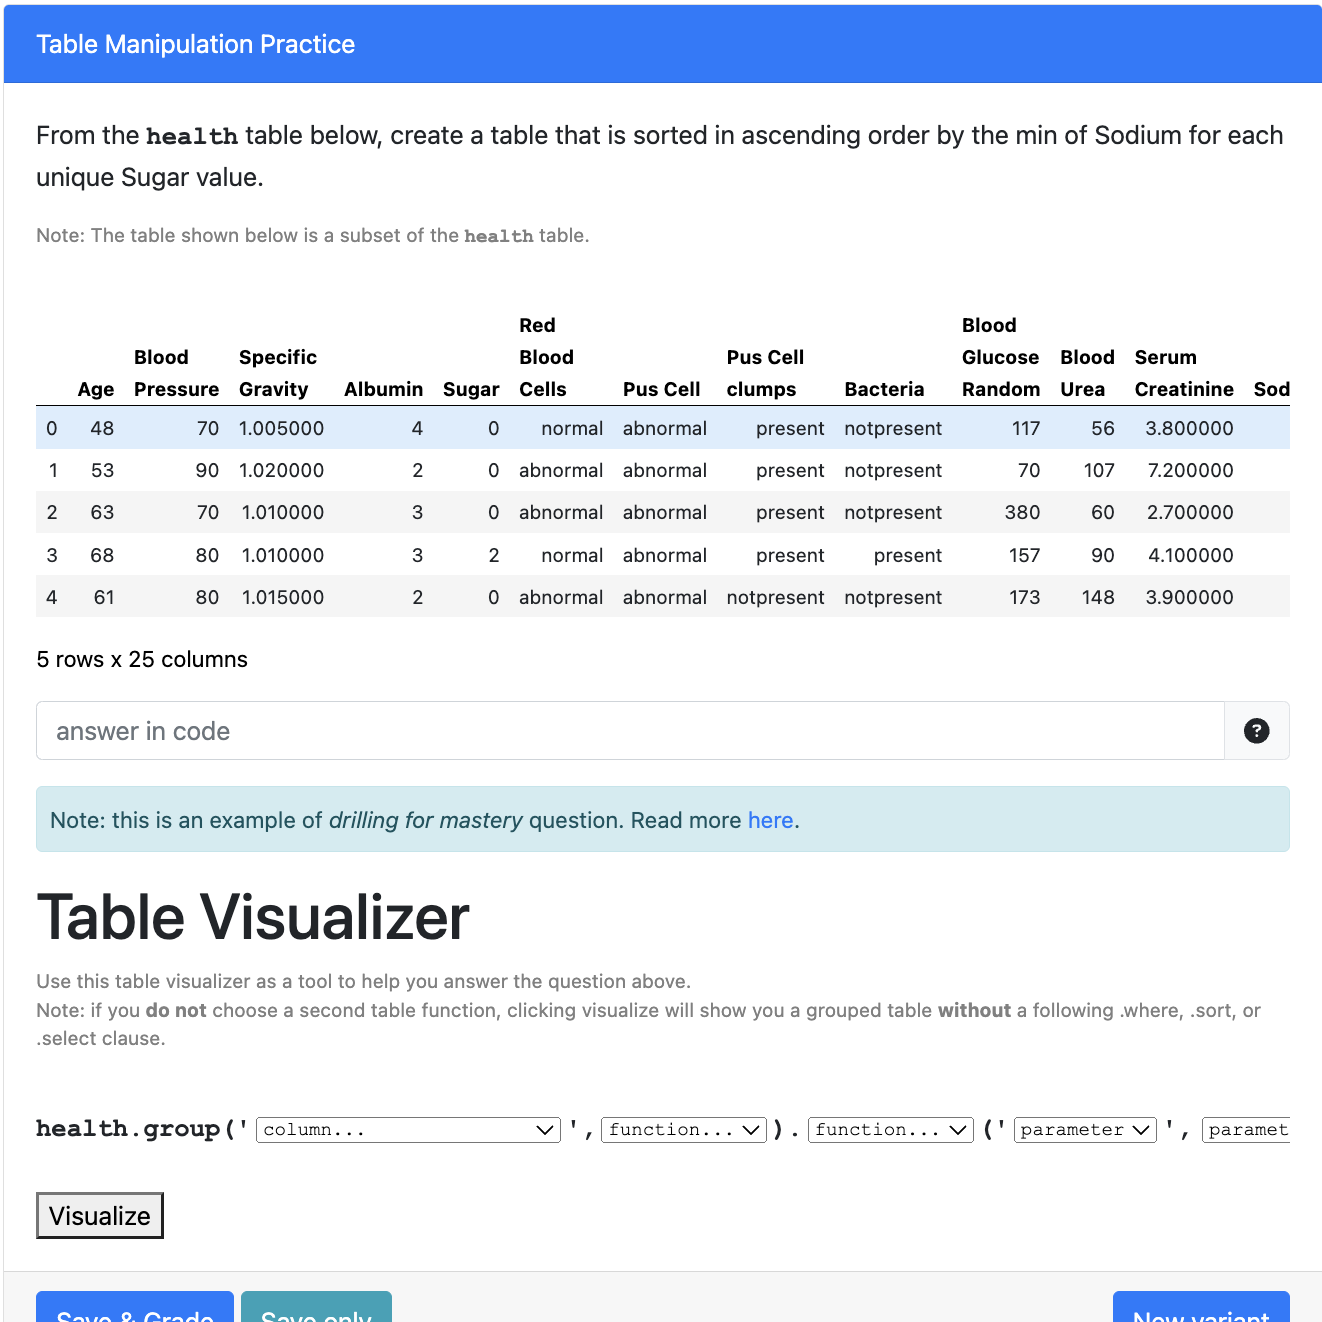 Table Manipulation Practice
From the health table below, create a table that is sorted in ascending order by the min of Sodium for each
unique Sugar value.
Note: The table shown below is a subset of the health table.
Age Blood Pressure Specific Gravity Albumin Sugar Red Blood Cells Pus Cell Pus Cell clumps Bacteria Blood Glucose Random Blood Urea Serum Creatinine Sod
0 48 70 1.005000 4 0 normal abnormal present notpresent 117 56 3.800000
1 53 90 1.020000 2 0 abnormal abnormal present notpresent 70 107 7.200000
2 63 70 1.010000 3 0 abnormal abnormal present notpresent 380 60 2.700000
3 68 80 1.010000 3 2 normal abnormal present present 157 90 4.100000
4 61 80 1.015000 2 0 abnormal abnormal notpresent notpresent 173 148 3.900000
5 rows x 25 columns
answer in code ?
Note: this is an example of drilling for mastery question. Read more here.
Table Visualizer
Use this table visualizer as a tool to help you answer the question above.
Note: if you do not choose a second table function, clicking visualize will show you a grouped table without a following .where, .sort, or
.select clause.
health.group(' column... ', function... ). function... (' parameter ', paramet
Visualize
Save & Grade Save only New variant